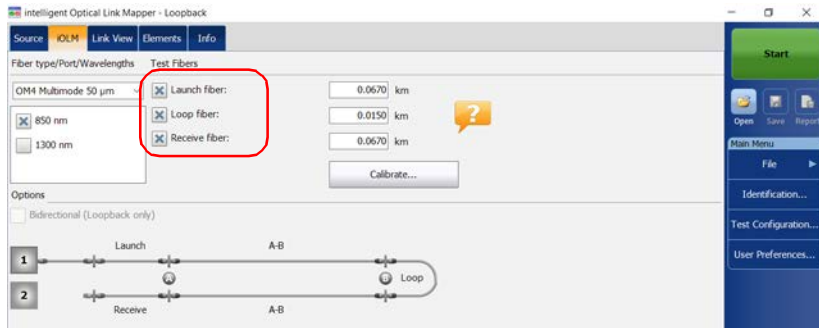 intelligent Optical Link Mapper - Loopback
Source iOLM Link View Elements Info
Fiber type/Port/Wavelengths Test Fibers
OM4 Multimode 50 µm
850 nm
1300 nm
Launch fiber: 0.0670 km
Loop fiber: 0.0150 km
Receive fiber: 0.0670 km
?
Calibrate...
Options
Bidirectional (Loopback only)
Launch A-B
1
A B Loop
2
Receive A-B
Start
Open Save Report
Main Menu
File
Identification...
Test Configuration...
User Preferences...